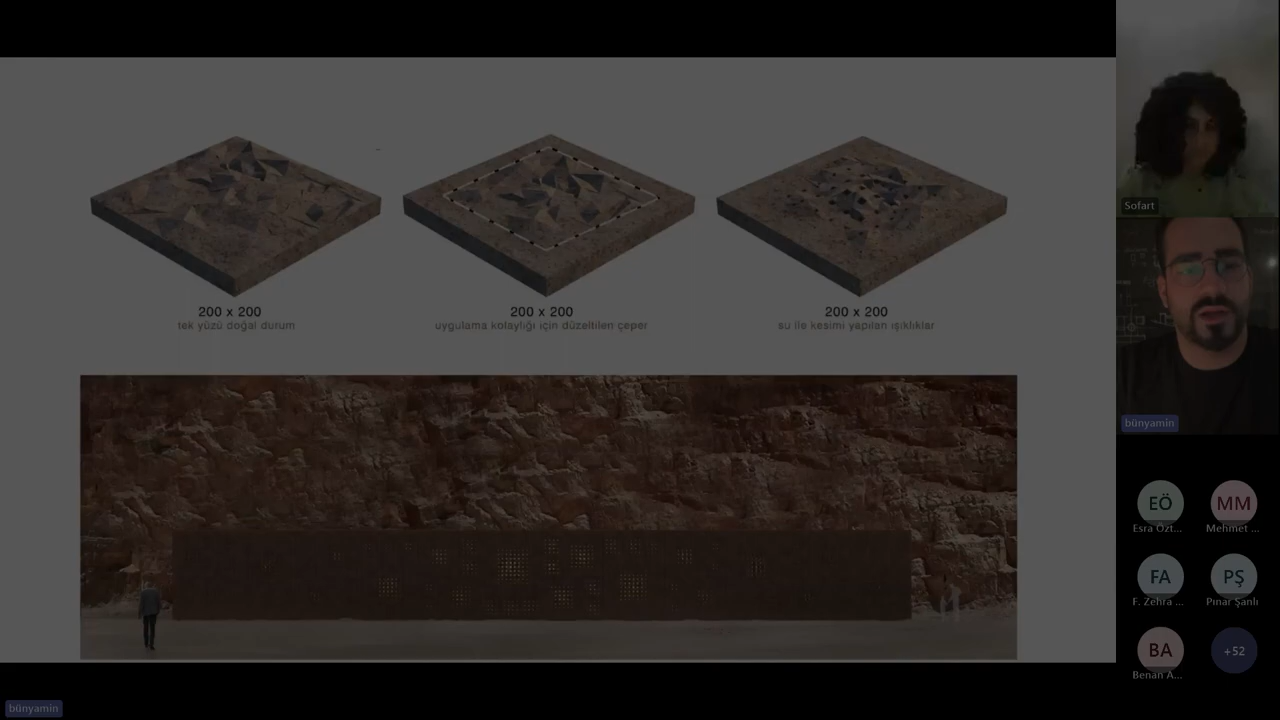 200 x 200
tek yüzü doğal durum
200 x 200
uygulama kolaylığı için düzeltilen çeper
200 x 200
su ile kesimi yapılan ışıklıklar
Sofart
bünyamin
EÖ
Esra Özt...
MM
Mehmet ...
FA
F. Zehra ...
PŞ
Pınar Şanlı
BA
Benan A...
+52
bünyamin